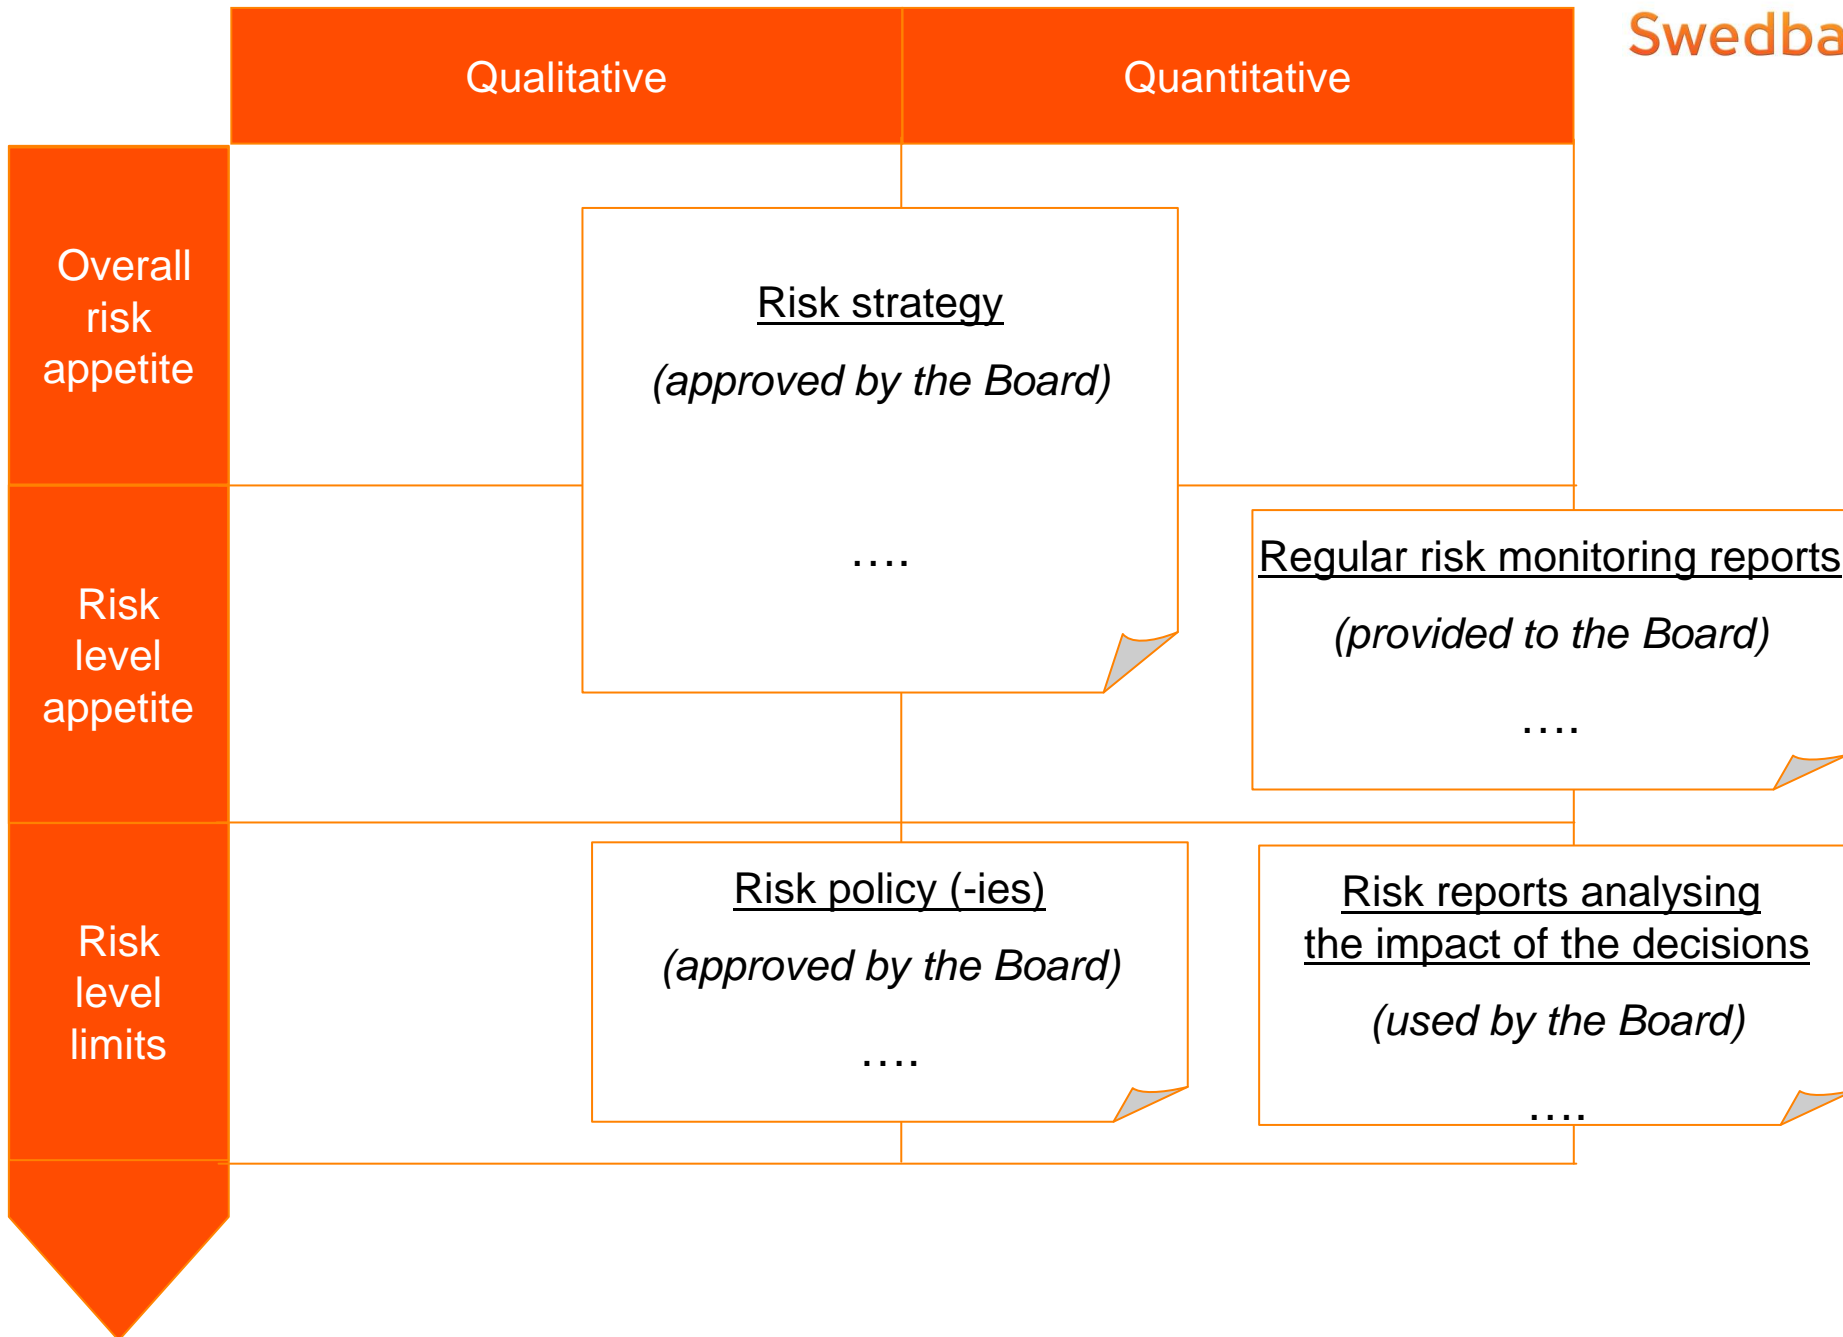 Swedba
Qualitative
Quantitative
Overall
risk
appetite
Risk strategy
(approved by the Board)
....
Risk
level
appetite
Regular risk monitoring reports
(provided to the Board)
....
Risk
level
limits
Risk policy (-ies)
(approved by the Board)
....
Risk reports analysing
the impact of the decisions
(used by the Board)
....